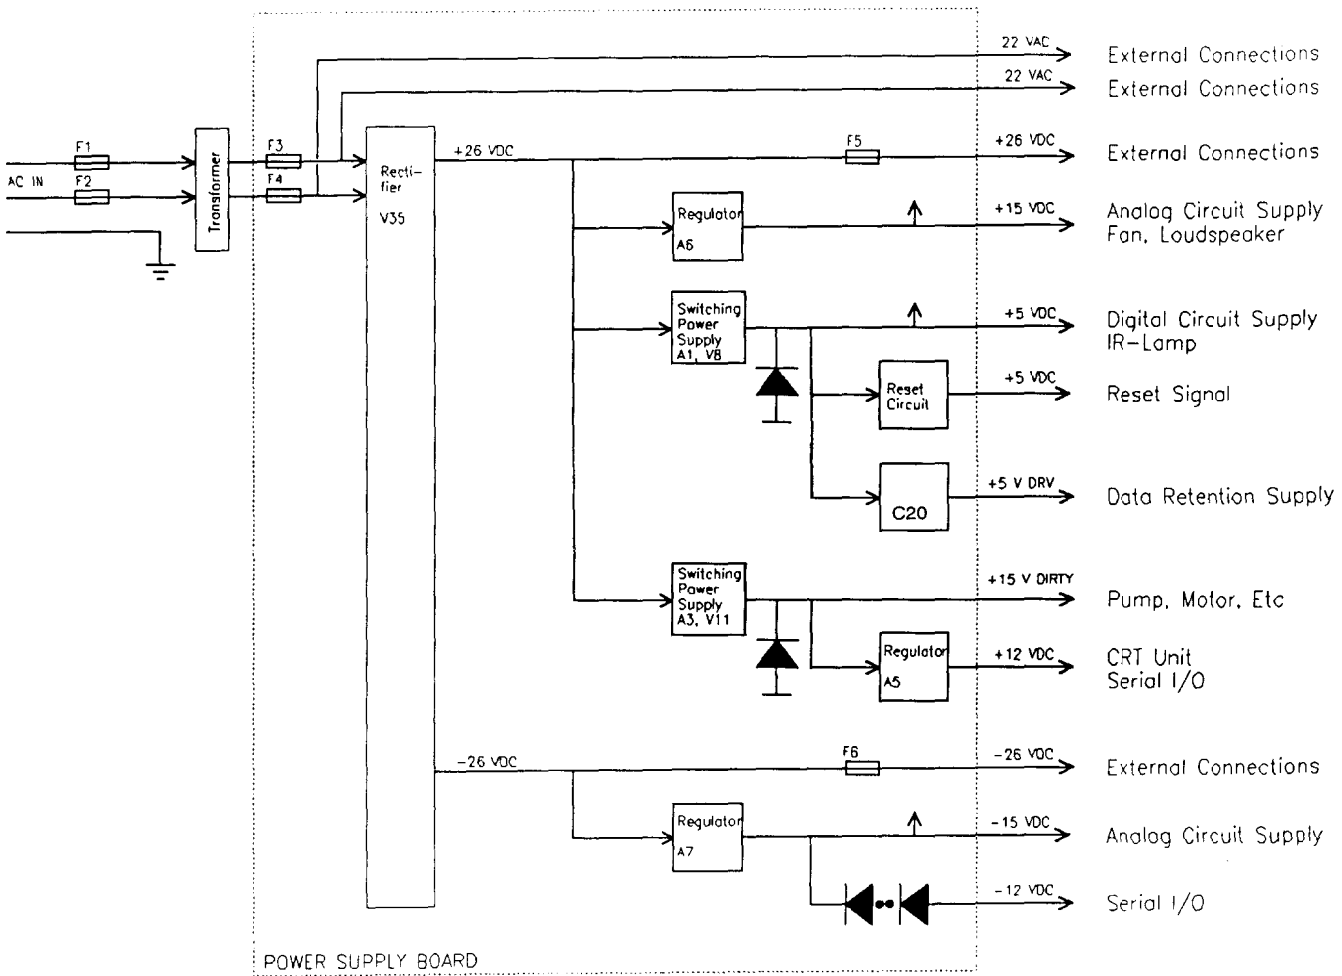 22 VAC
External Connections
22 VAC
External Connections
F1
F3
+26 VDC
F5
+26 VDC
External Connections
AC IN
F2
F4
Transformer
Recti-
fier
V35
Regulator
A6
+15 VDC
Analog Circuit Supply
Fan, Loudspeaker
Switching
Power
Supply
A1, V8
+5 VDC
Digital Circuit Supply
IR-Lamp
Reset
Circuit
+5 VDC
Reset Signal
C20
+5 V DRV
Data Retention Supply
Switching
Power
Supply
A3, V11
+15 V DIRTY
Pump, Motor, Etc
Regulator
A5
+12 VDC
CRT Unit
Serial I/O
-26 VDC
F6
-26 VDC
External Connections
Regulator
A7
-15 VDC
Analog Circuit Supply
-12 VDC
Serial I/O
POWER SUPPLY BOARD